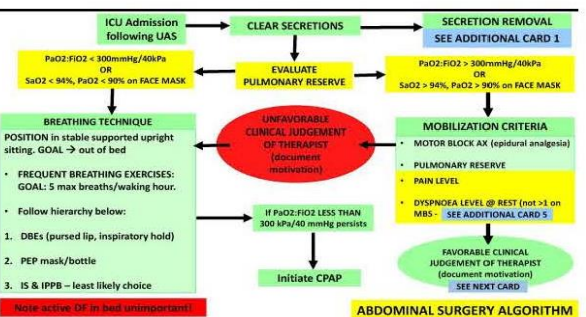 ICU Admission
following UAS
CLEAR SECRETIONS
SECRETION REMOVAL
SEE ADDITIONAL CARD 1
PaO2:FiO2 < 300mmHg/40kPa
OR
SaO2 < 94%, PaO2 < 90% on FACE MASK
EVALUATE
PULMONARY RESERVE
PaO2:FiO2 > 300mmHg/40kPa
OR
SaO2 > 94%, PaO2 > 90% on FACE MASK
BREATHING TECHNIQUE
POSITION in stable supported upright
sitting. GOAL → out of bed
• FREQUENT BREATHING EXERCISES:
GOAL: 5 max breaths/waking hour.
• Follow hierarchy below:
1. DBEs (pursed lip, inspiratory hold)
2. PEP mask/bottle
3. IS & IPPB – least likely choice
Note active DF in bed unimportant!
UNFAVORABLE
CLINICAL JUDGEMENT
OF THERAPIST
(document
motivation)
If PaO2:FiO2 LESS THAN
300 kPa/40 mmHg persists
Initiate CPAP
MOBILIZATION CRITERIA
• MOTOR BLOCK AX (epidural analgesia)
• PULMONARY RESERVE
• PAIN LEVEL
• DYSPNOEA LEVEL @ REST (not >1 on
MBS - SEE ADDITIONAL CARD 5
FAVORABLE CLINICAL
JUDGEMENT OF THERAPIST
(document motivation)
SEE NEXT CARD
ABDOMINAL SURGERY ALGORITHM